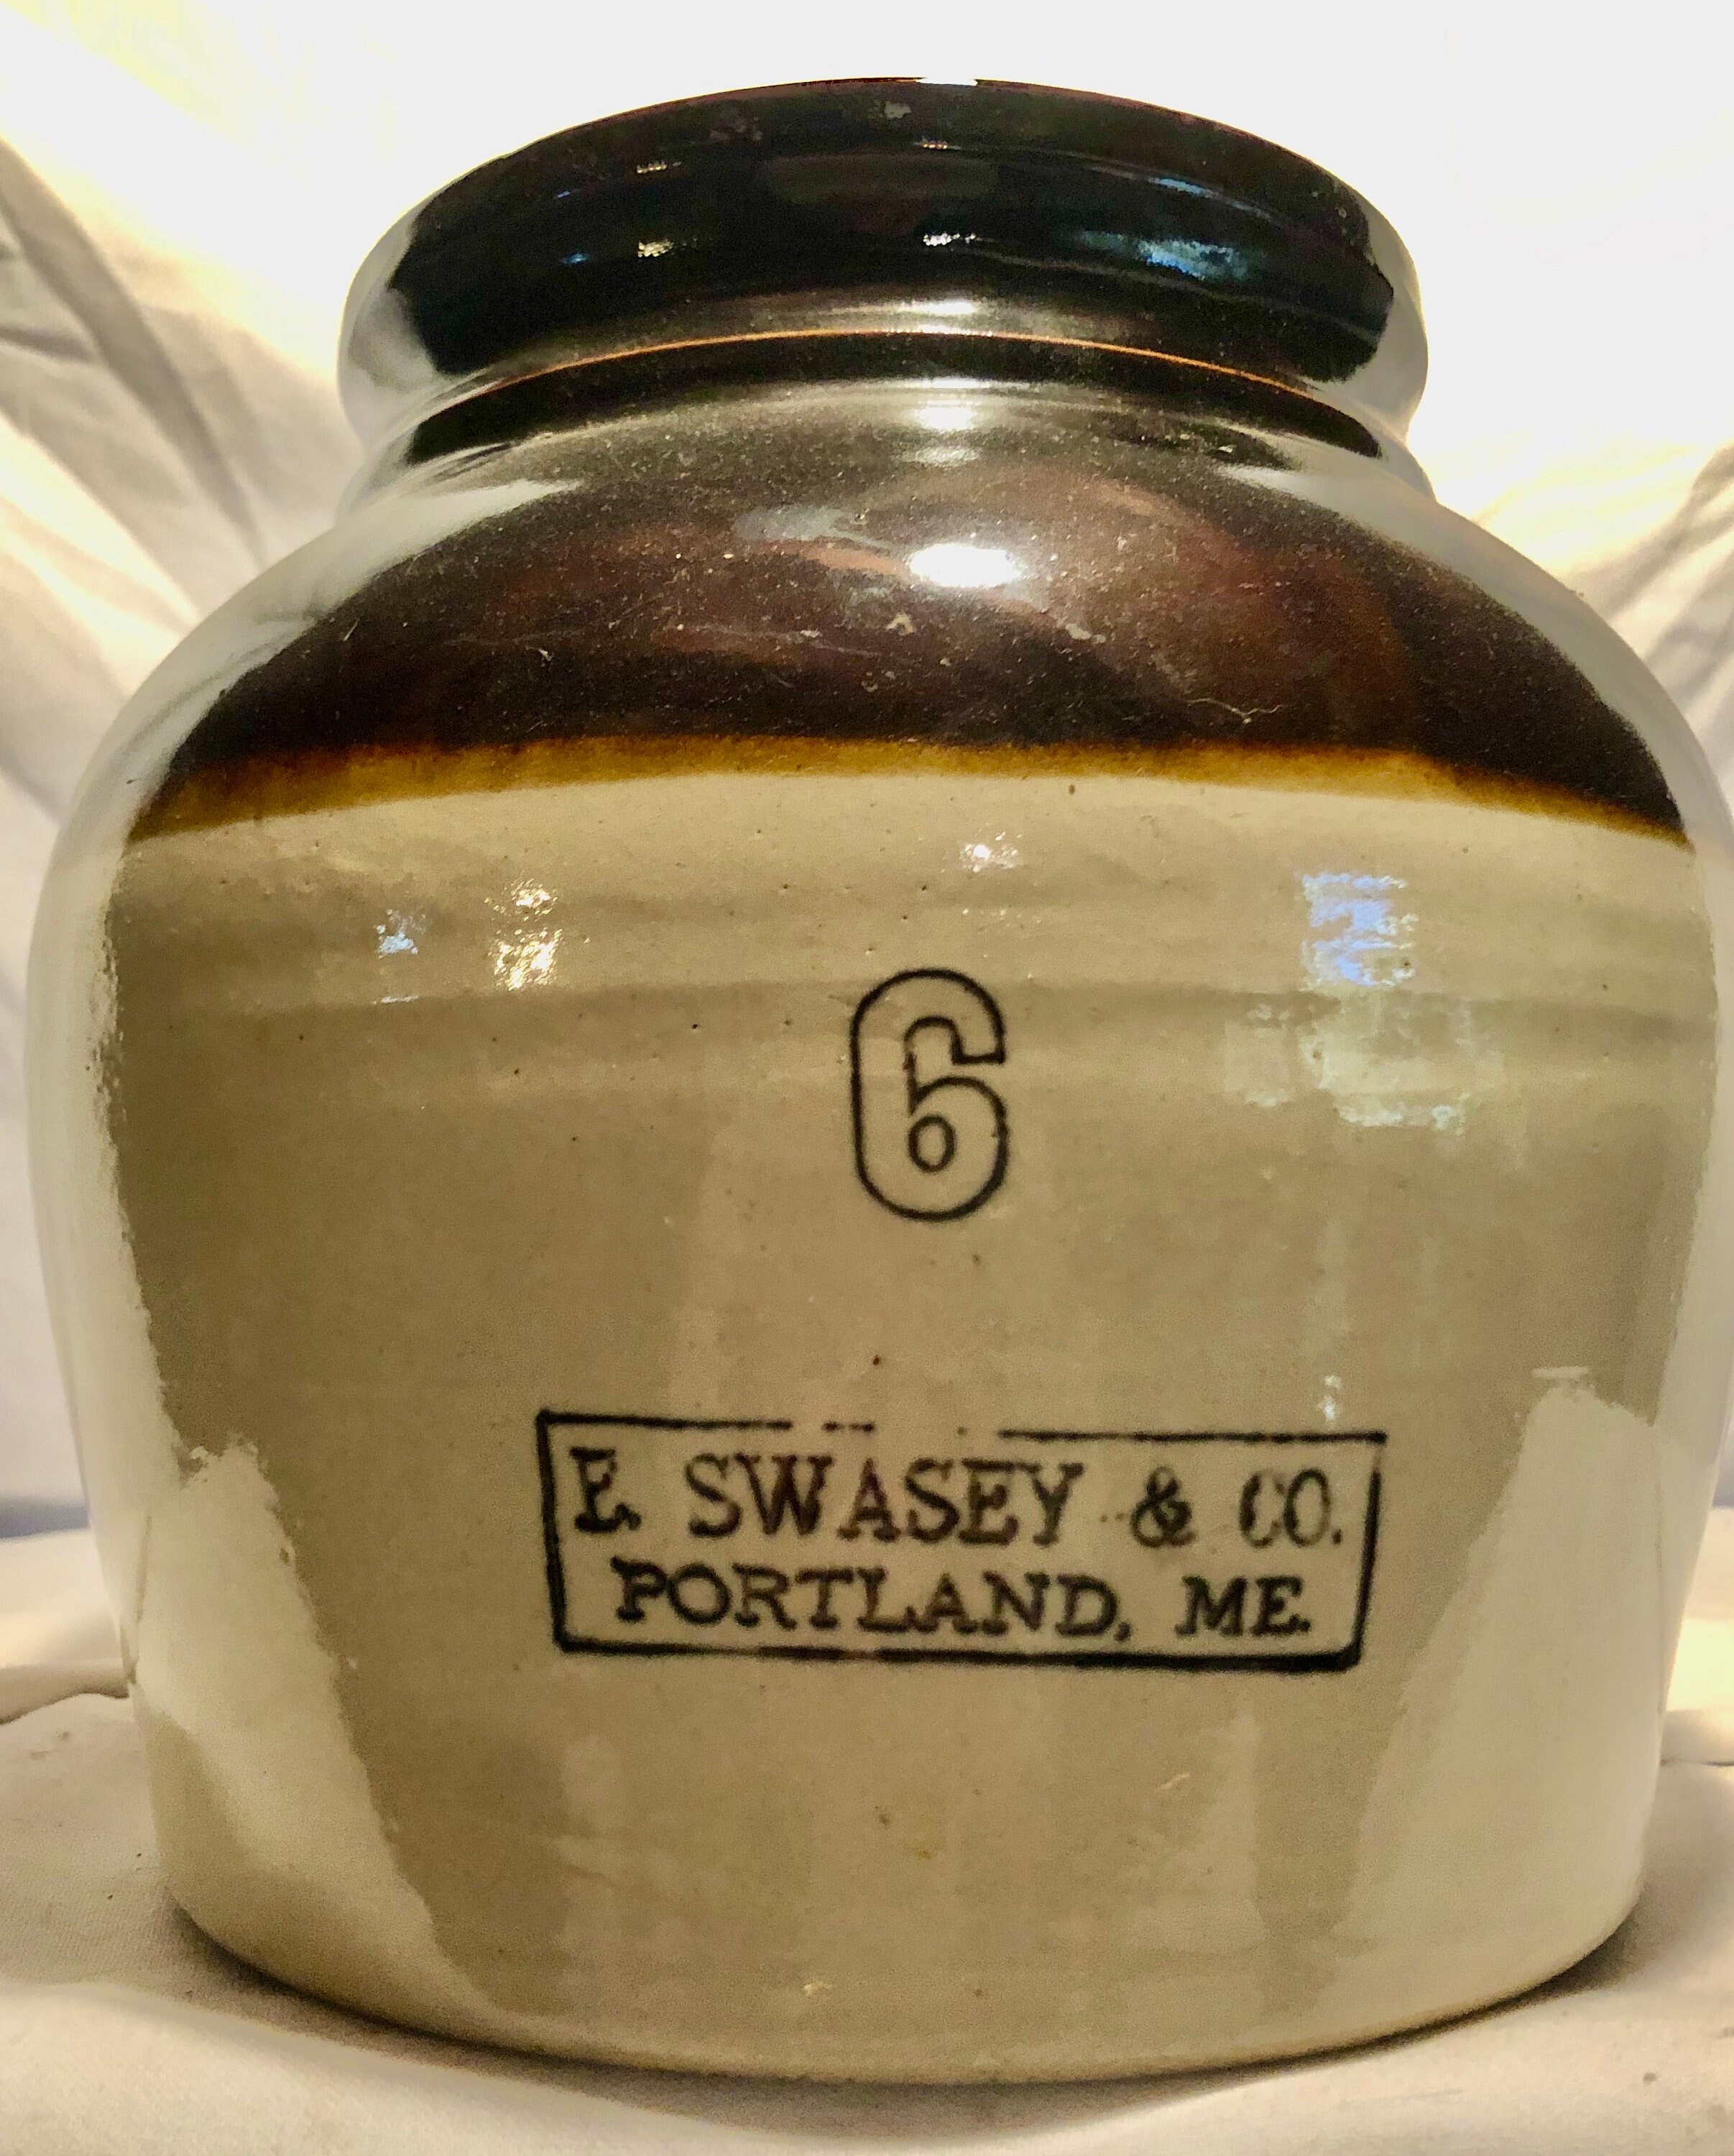 6
E. SWASEY & CO.
PORTLAND, ME.